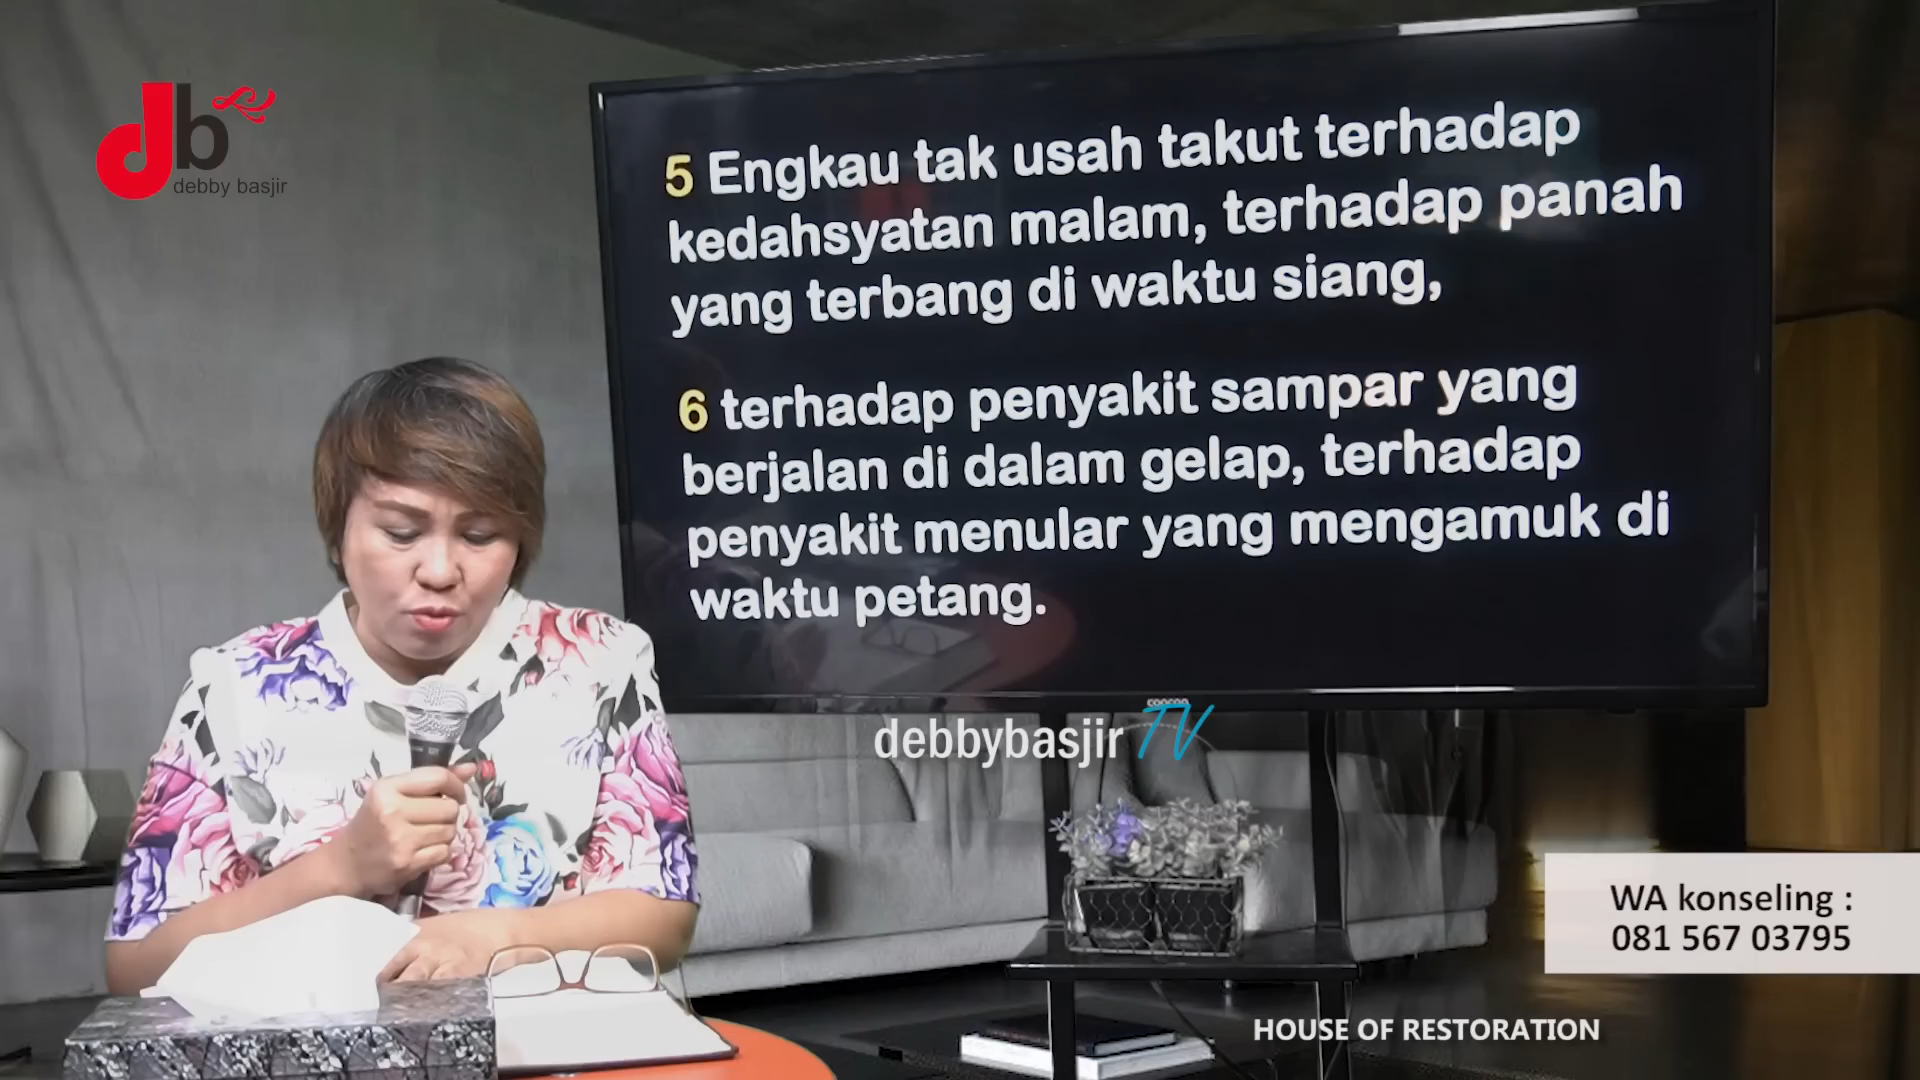 db
debby basjir
5 Engkau tak usah takut terhadap
kedahsyatan malam, terhadap panah
yang terbang di waktu siang,
6 terhadap penyakit sampar yang
berjalan di dalam gelap, terhadap
penyakit menular yang mengamuk di
waktu petang.
coocaa
debbybasjir TV
WA konseling :
081 567 03795
HOUSE OF RESTORATION